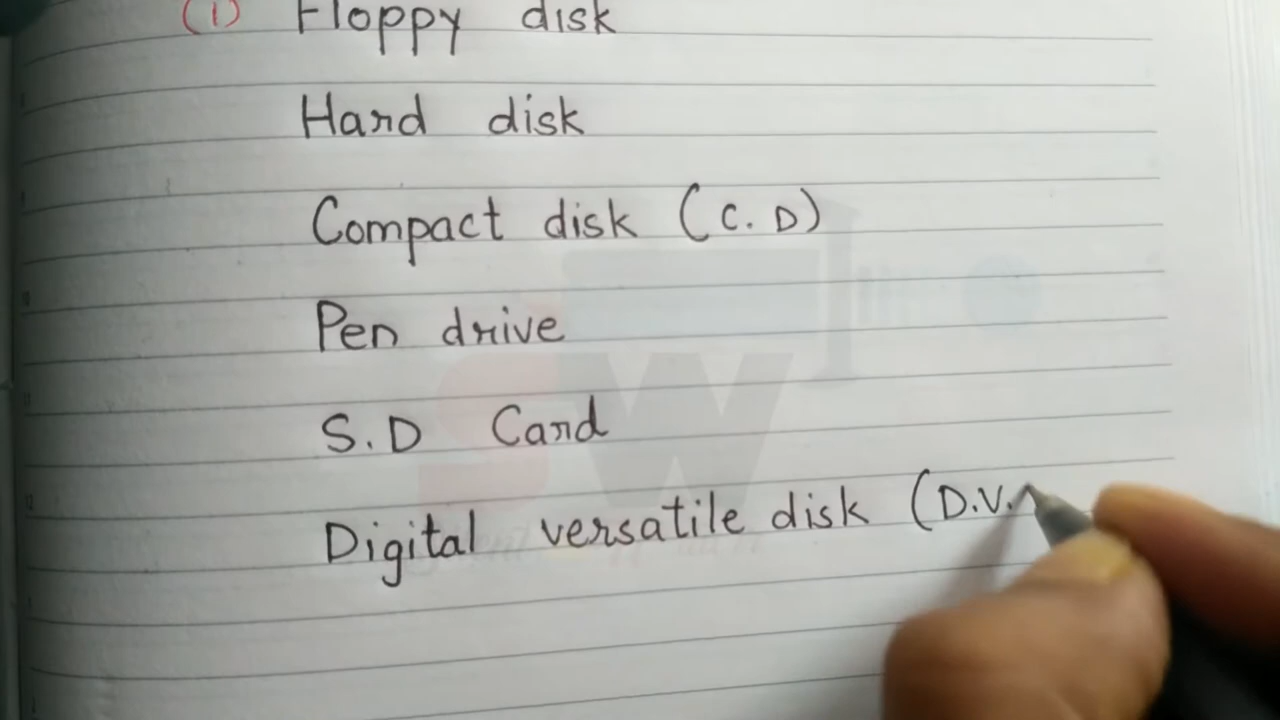 (1) Floppy disk
Hard disk
Compact disk (C.D)
Pen drive
S.D Card
Digital versatile disk (D.V.